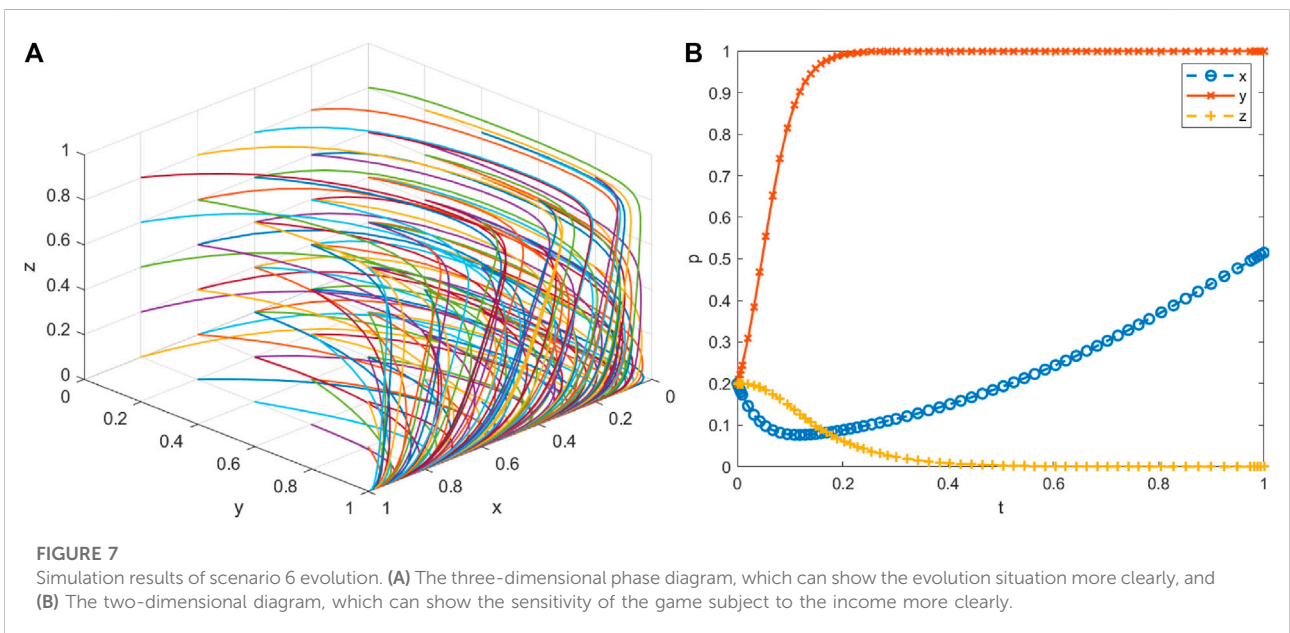 A
1
0.8
0.6
0.4
0.2
0
z
0
0.2
0.4
0.6
0.8
1
y
1
0.8
0.6
0.4
0.2
0
x
B
1
0.9
0.8
0.7
0.6
0.5
0.4
0.3
0.2
0.1
0
p
0
0.2
0.4
0.6
0.8
1
t
x
y
z
FIGURE 7
Simulation results of scenario 6 evolution. (A) The three-dimensional phase diagram, which can show the evolution situation more clearly, and
(B) The two-dimensional diagram, which can show the sensitivity of the game subject to the income more clearly.